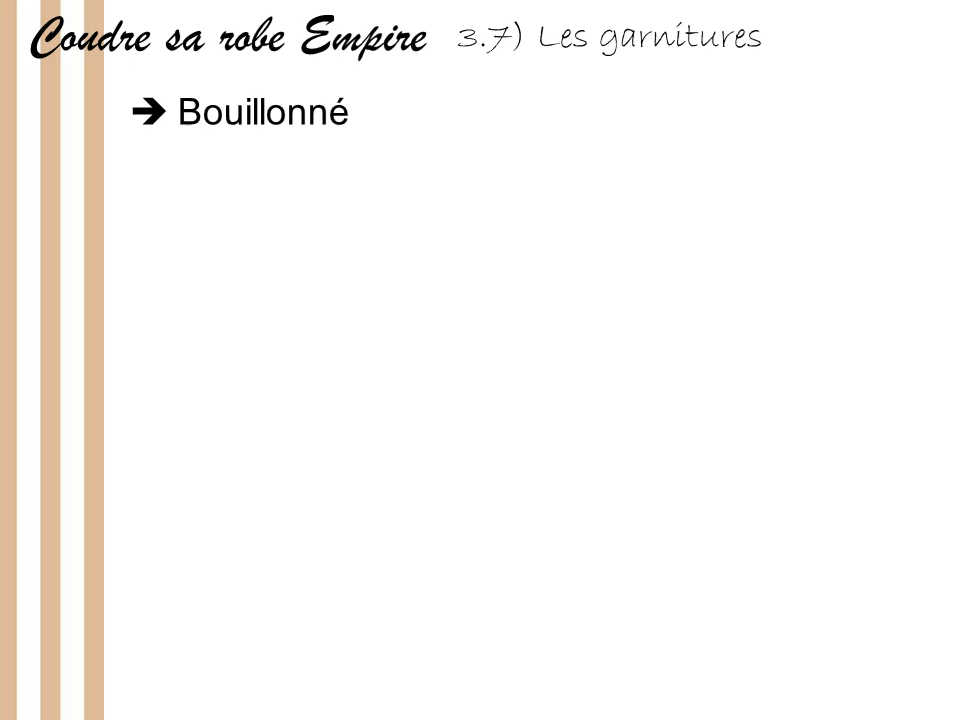 Coudre sa robe Empire 3.7) Les garnitures
➔ Bouillonné